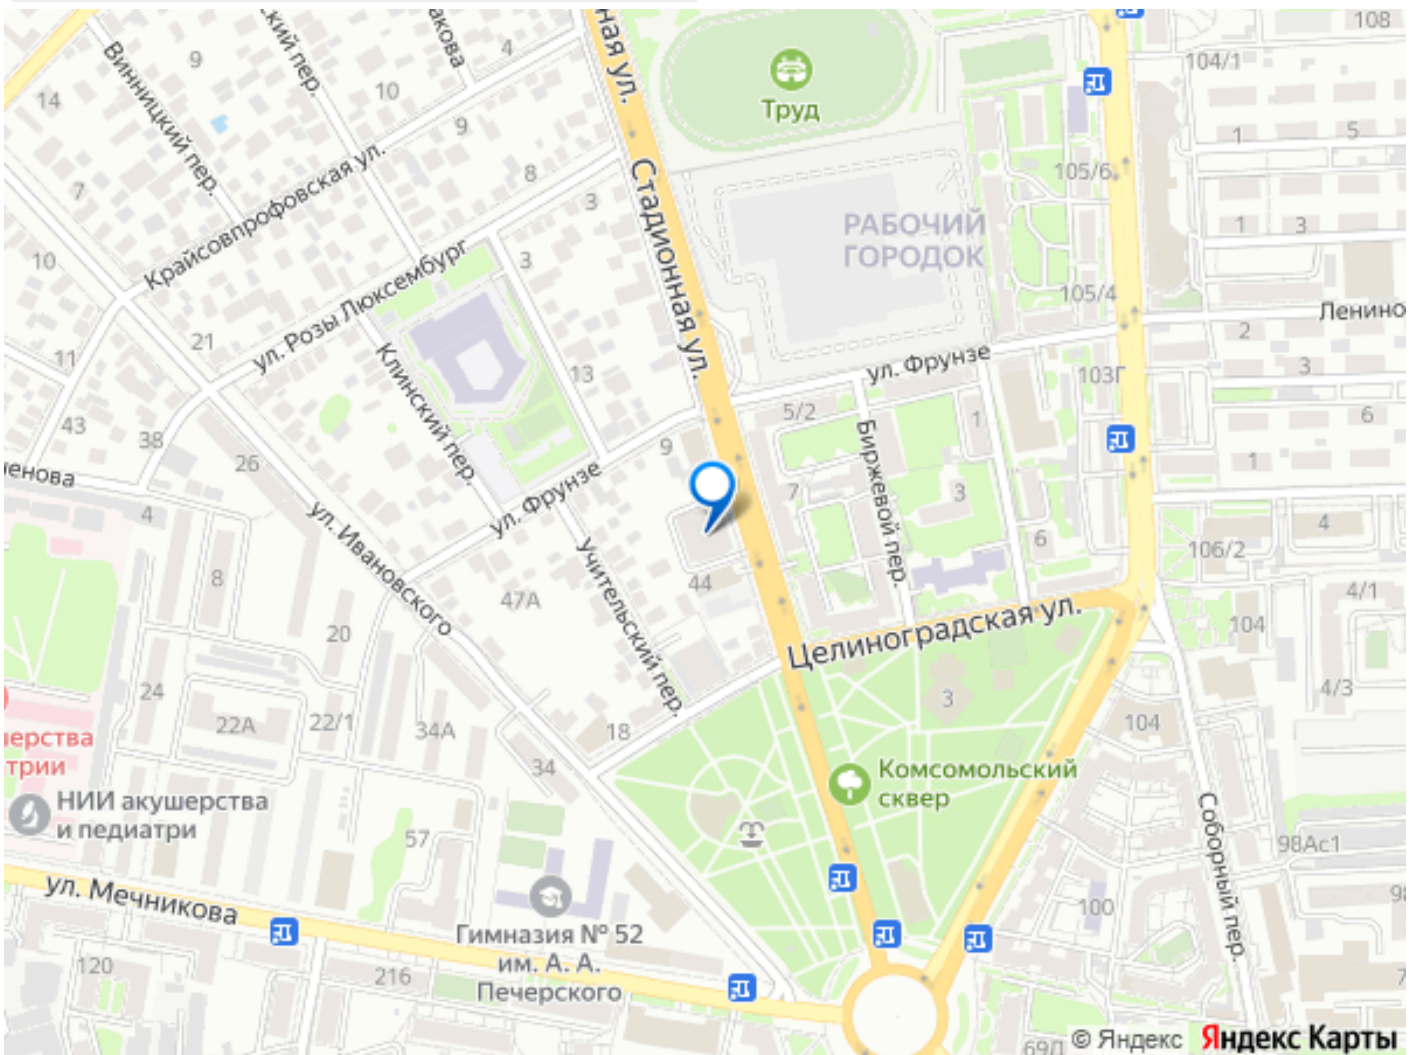 108
104/1
9
4
10
14
9
Винницкий пер.
кий пер.
акова
ная ул.
Труд
1
5
7
8
105/6
Крайсовпрофовская ул.
3
Стадионная ул.
РАБОЧИЙ
ГОРОДОК
1
3
10
3
105/4
ул. Розы Люксембург
Ленино
2
21
11
Клинский пер.
13
ул. Фрунзе
103Г
3
43
38
26
9
5/2
1
6
Биржевой пер.
1
енова
4
ул. Фрунзе
7
3
4
ул. Ивановского
6
106/2
8
47А
Учительский пер.
44
4/1
20
Целиноградская ул.
104
24
22А
22/1
34А
18
3
104
4/3
34
ерства
трии
НИИ акушерства
и педиатри
Комсомольский
сквер
57
Соборный пер.
98Ас1
ул. Мечникова
98
100
Гимназия № 52
им. А. А.
Печерского
120
216
7
69Д
© Яндекс Яндекс Карты